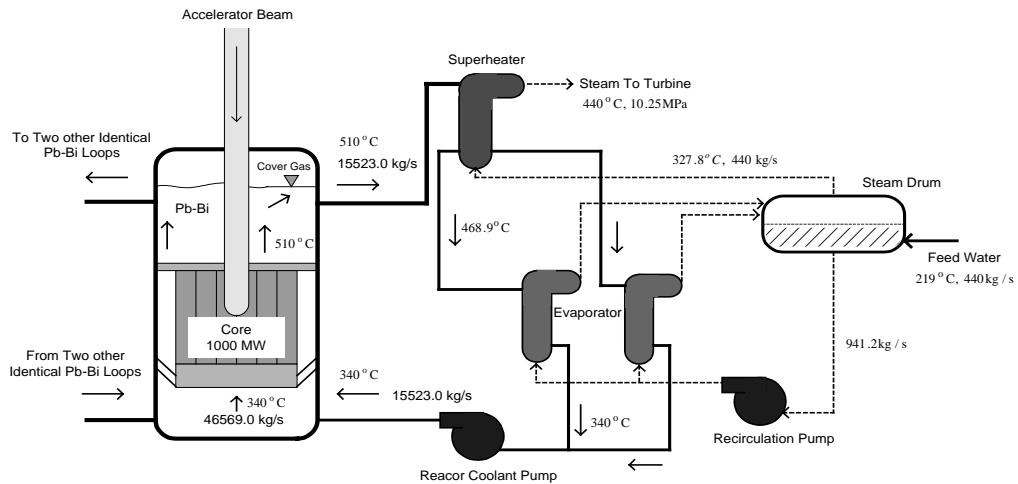 Accelerator Beam
Superheater
Steam To Turbine
440°C, 10.25MPa
To Two other Identical
Pb-Bi Loops
510°C
15523.0 kg/s
Cover Gas
327.8°C, 440 kg/s
Steam Drum
Pb-Bi
510°C
468.9°C
Feed Water
219°C, 440kg/s
Evaporator
Core
1000 MW
941.2kg/s
From Two other
Identical Pb-Bi Loops
340°C
15523.0 kg/s
340°C
46569.0 kg/s
340°C
Recirculation Pump
Reacor Coolant Pump